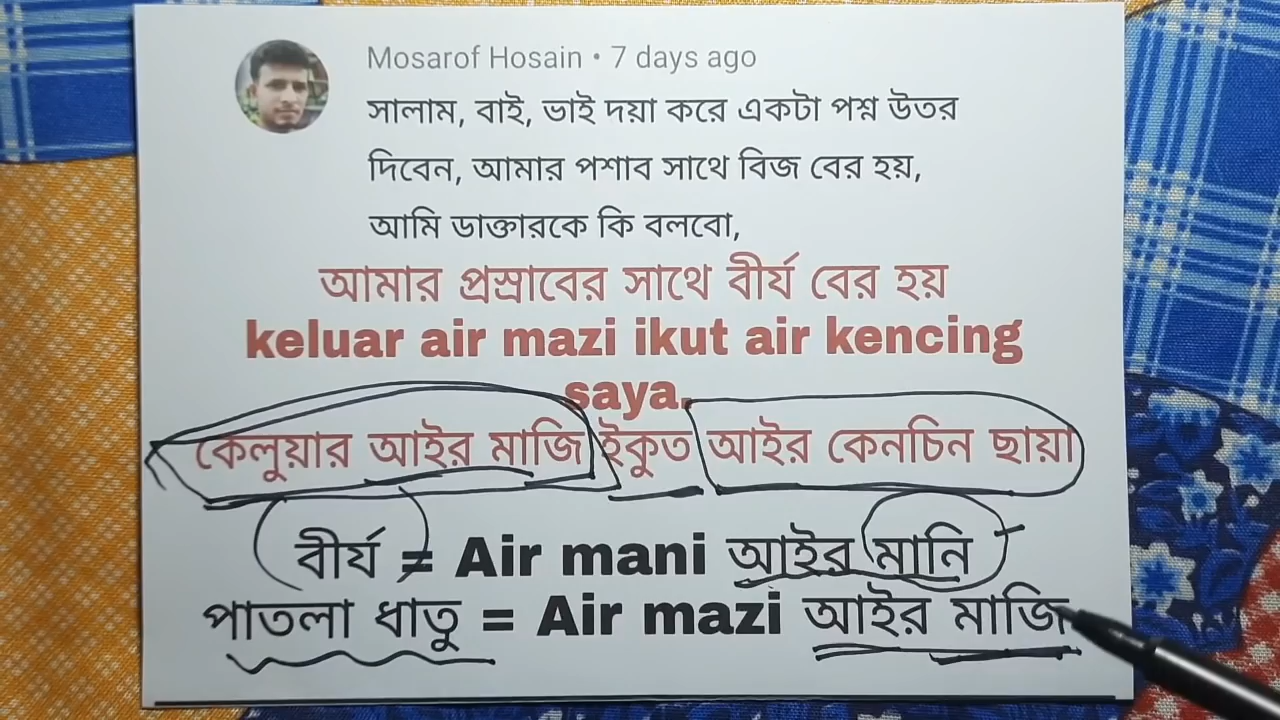 Mosarof Hosain • 7 days ago
সালাম, বাই, ভাই দয়া করে একটা পশ্ন উতর
দিবেন, আমার পশাব সাথে বিজ বের হয়,
আমি ডাক্তারকে কি বলবো,
আমার প্রস্রাবের সাথে বীর্য বের হয়
keluar air mazi ikut air kencing
saya.
কেলুয়ার আইর মাজি ইকুত আইর কেনচিন ছায়া
বীর্য = Air mani আইর মানি
পাতলা ধাতু = Air mazi আইর মাজি